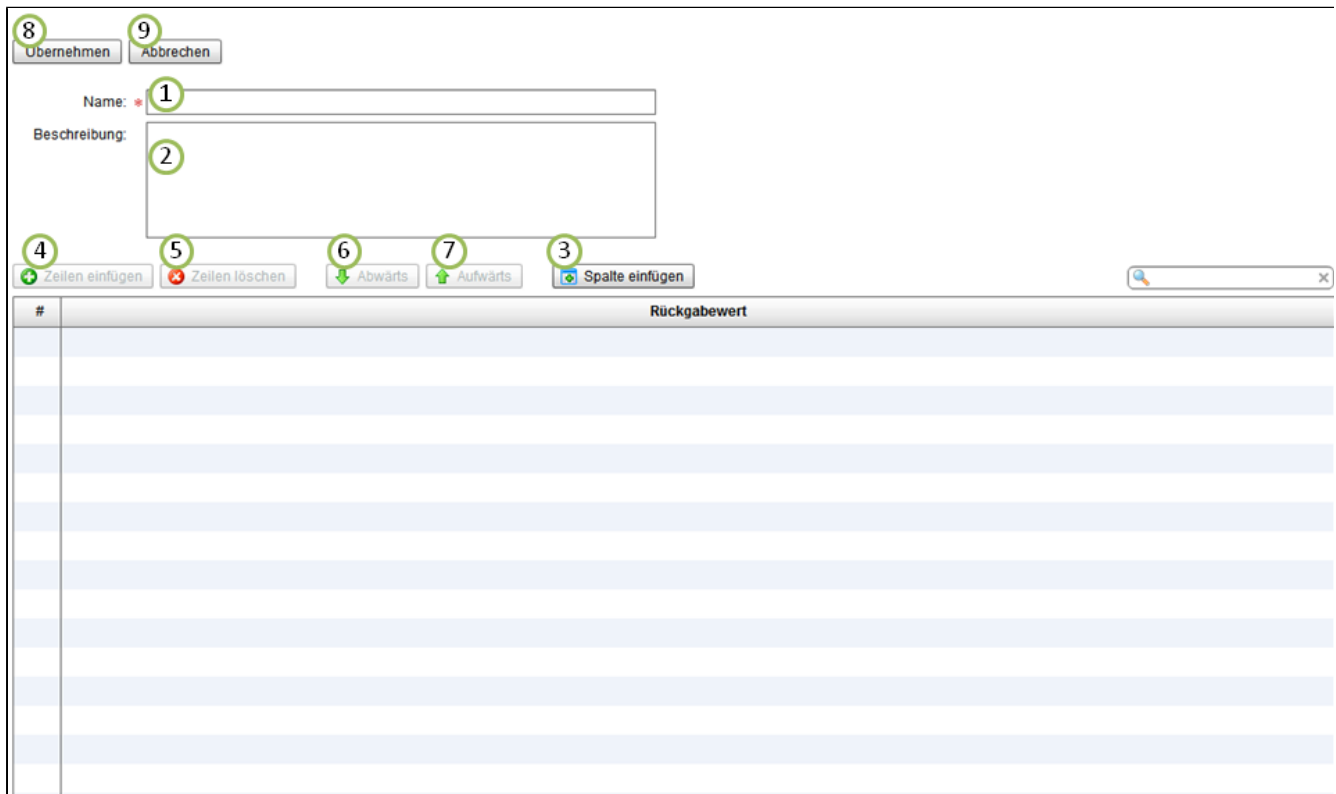 8 9
Übernehmen Abbrechen
Name: * 1
Beschreibung:
2
4 5 6 7 3
Zeilen einfügen Zeilen löschen Abwärts Aufwärts Spalte einfügen
# Rückgabewert